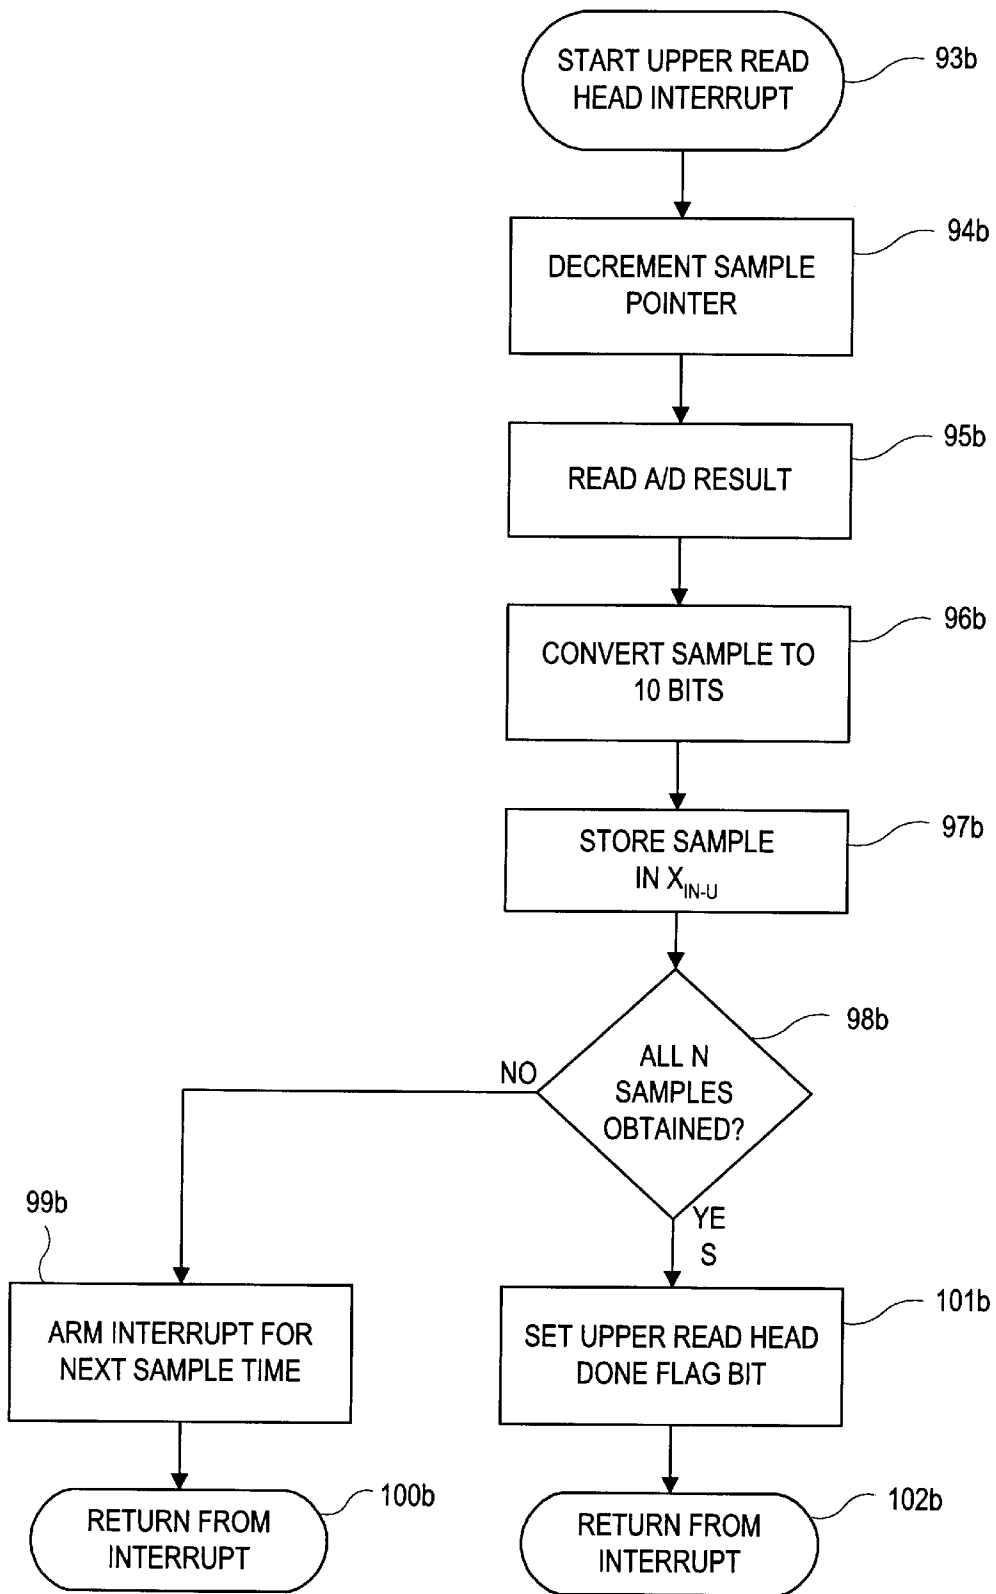 START UPPER READ
HEAD INTERRUPT
93b
DECREMENT SAMPLE
POINTER
94b
READ A/D RESULT
95b
CONVERT SAMPLE TO
10 BITS
96b
STORE SAMPLE
IN X_IN-U
97b
ALL N
SAMPLES
OBTAINED?
98b
NO
YE
S
99b
ARM INTERRUPT FOR
NEXT SAMPLE TIME
SET UPPER READ HEAD
DONE FLAG BIT
101b
RETURN FROM
INTERRUPT
100b
RETURN FROM
INTERRUPT
102b